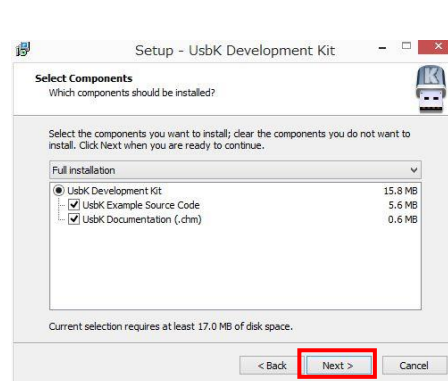 Setup - UsbK Development Kit
Select Components
Which components should be installed?
Select the components you want to install; clear the components you do not want to
install. Click Next when you are ready to continue.
Full installation
UsbK Development Kit 15.8 MB
UsbK Example Source Code 5.6 MB
UsbK Documentation (.chm) 0.6 MB
Current selection requires at least 17.0 MB of disk space.
< Back Next > Cancel